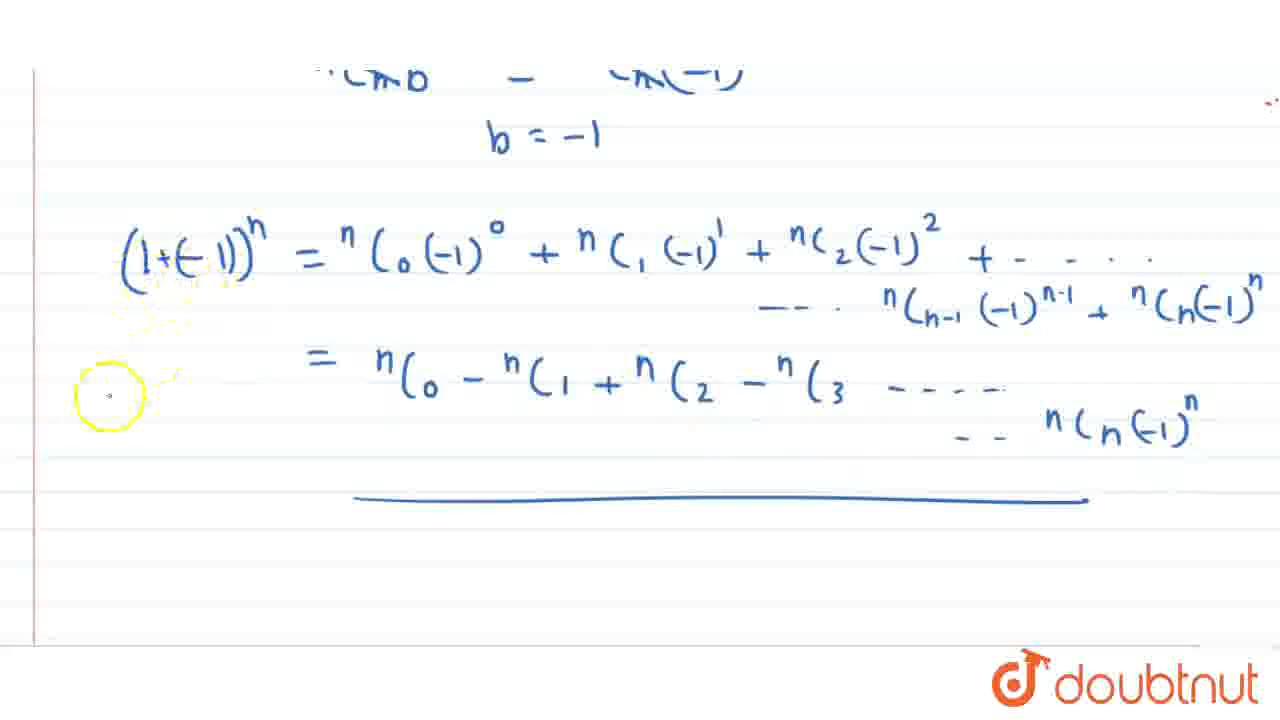 b = -1
(1+(-1))^n = ^nC_0 (-1)^0 + ^nC_1 (-1)^1 + ^nC_2 (-1)^2 + - - - -
--- . ^nC_{n-1} (-1)^{n-1} + ^nC_n (-1)^n
= ^nC_0 - ^nC_1 + ^nC_2 - ^nC_3 - - - - -
- - ^nC_n (-1)^n
doubtnut